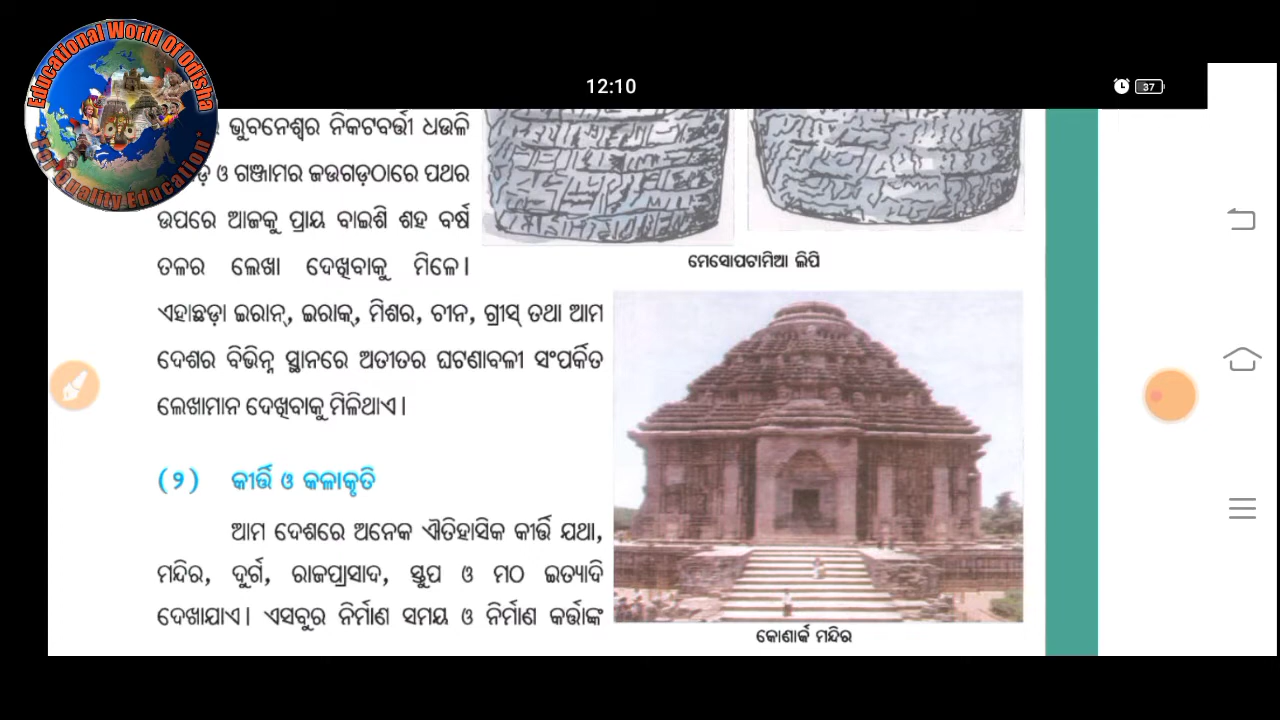 Educational World Of Odisha
For Quality Education
12:10
37
ଭୁବନେଶ୍ୱର ନିକଟବର୍ତ୍ତୀ ଧଉଳି
ଓ ଗଞ୍ଜାମର ଜଉଗଡ଼ଠାରେ ପଥର
ଉପରେ ଆଜକୁ ପ୍ରାୟ ବାଇଶି ଶହ ବର୍ଷ
ତଳର ଲେଖା ଦେଖିବାକୁ ମିଳେ।
ଏହାଛଡ଼ା ଇରାନ୍, ଇରାକ୍, ମିଶର, ଚୀନ, ଗ୍ରୀସ୍ ତଥା ଆମ
ଦେଶର ବିଭିନ୍ନ ସ୍ଥାନରେ ଅତୀତର ଘଟଣାବଳୀ ସଂପର୍କିତ
ଲେଖାମାନ ଦେଖିବାକୁ ମିଳିଥାଏ।
ମେସୋପଟାମିଆ ଲିପି
(୨) କୀର୍ତ୍ତି ଓ କଳାକୃତି
ଆମ ଦେଶରେ ଅନେକ ଐତିହାସିକ କୀର୍ତ୍ତି ଯଥା,
ମନ୍ଦିର, ଦୁର୍ଗ, ରାଜପ୍ରାସାଦ, ସ୍ତୁପ ଓ ମଠ ଇତ୍ୟାଦି
ଦେଖାଯାଏ। ଏସବୁର ନିର୍ମାଣ ସମୟ ଓ ନିର୍ମାଣ କର୍ତ୍ତାଙ୍କ
କୋଣାର୍କ ମନ୍ଦିର